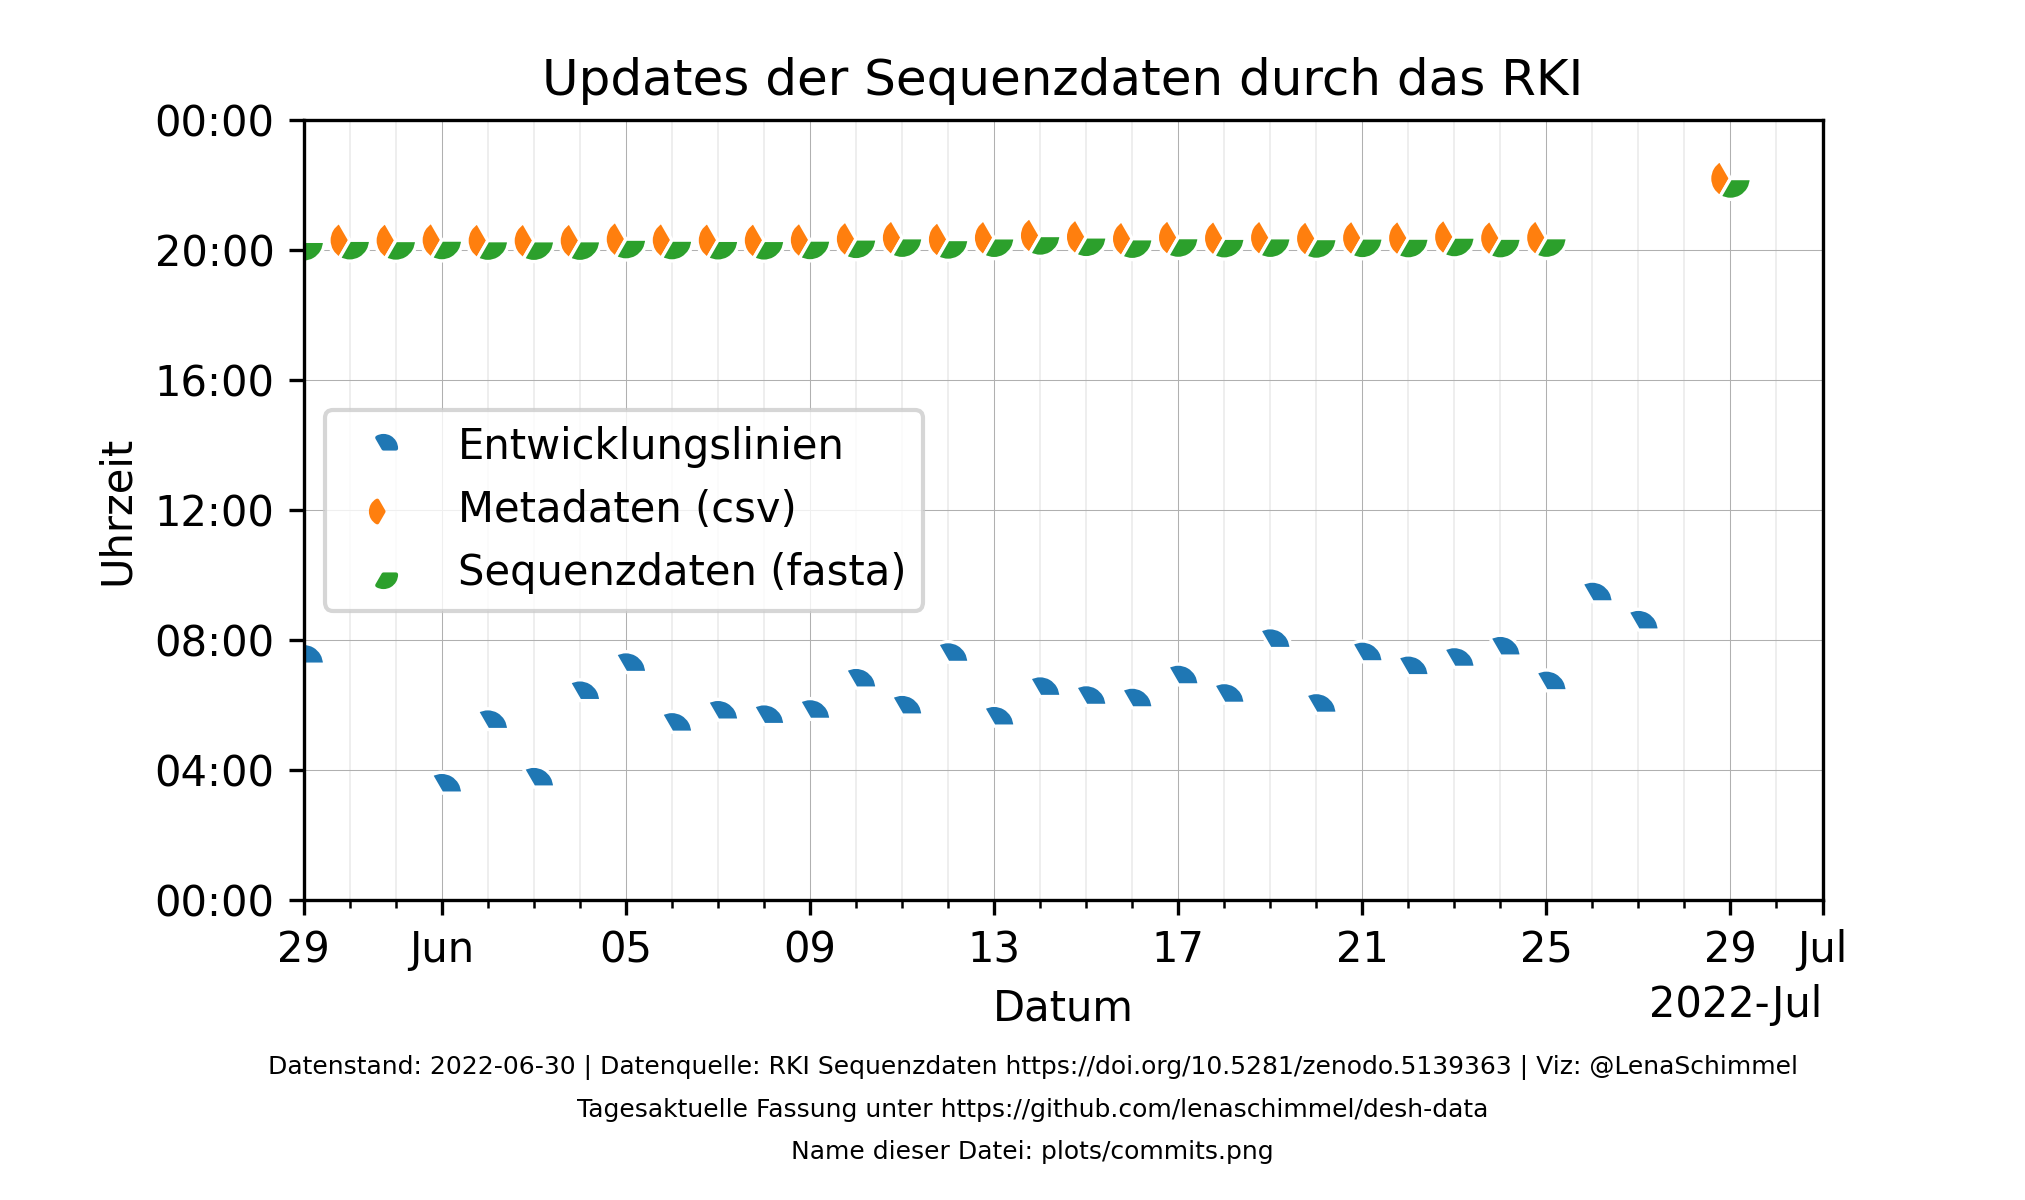 Updates der Sequenzdaten durch das RKI
00:00
20:00
16:00
12:00
08:00
04:00
00:00
Uhrzeit
Entwicklungslinien
Metadaten (csv)
Sequenzdaten (fasta)
29 Jun 05 09 13 17 21 25 29 Jul
Datum
2022-Jul
Datenstand: 2022-06-30 | Datenquelle: RKI Sequenzdaten https://doi.org/10.5281/zenodo.5139363 | Viz: @LenaSchimmel
Tagesaktuelle Fassung unter https://github.com/lenaschimmel/desh-data
Name dieser Datei: plots/commits.png